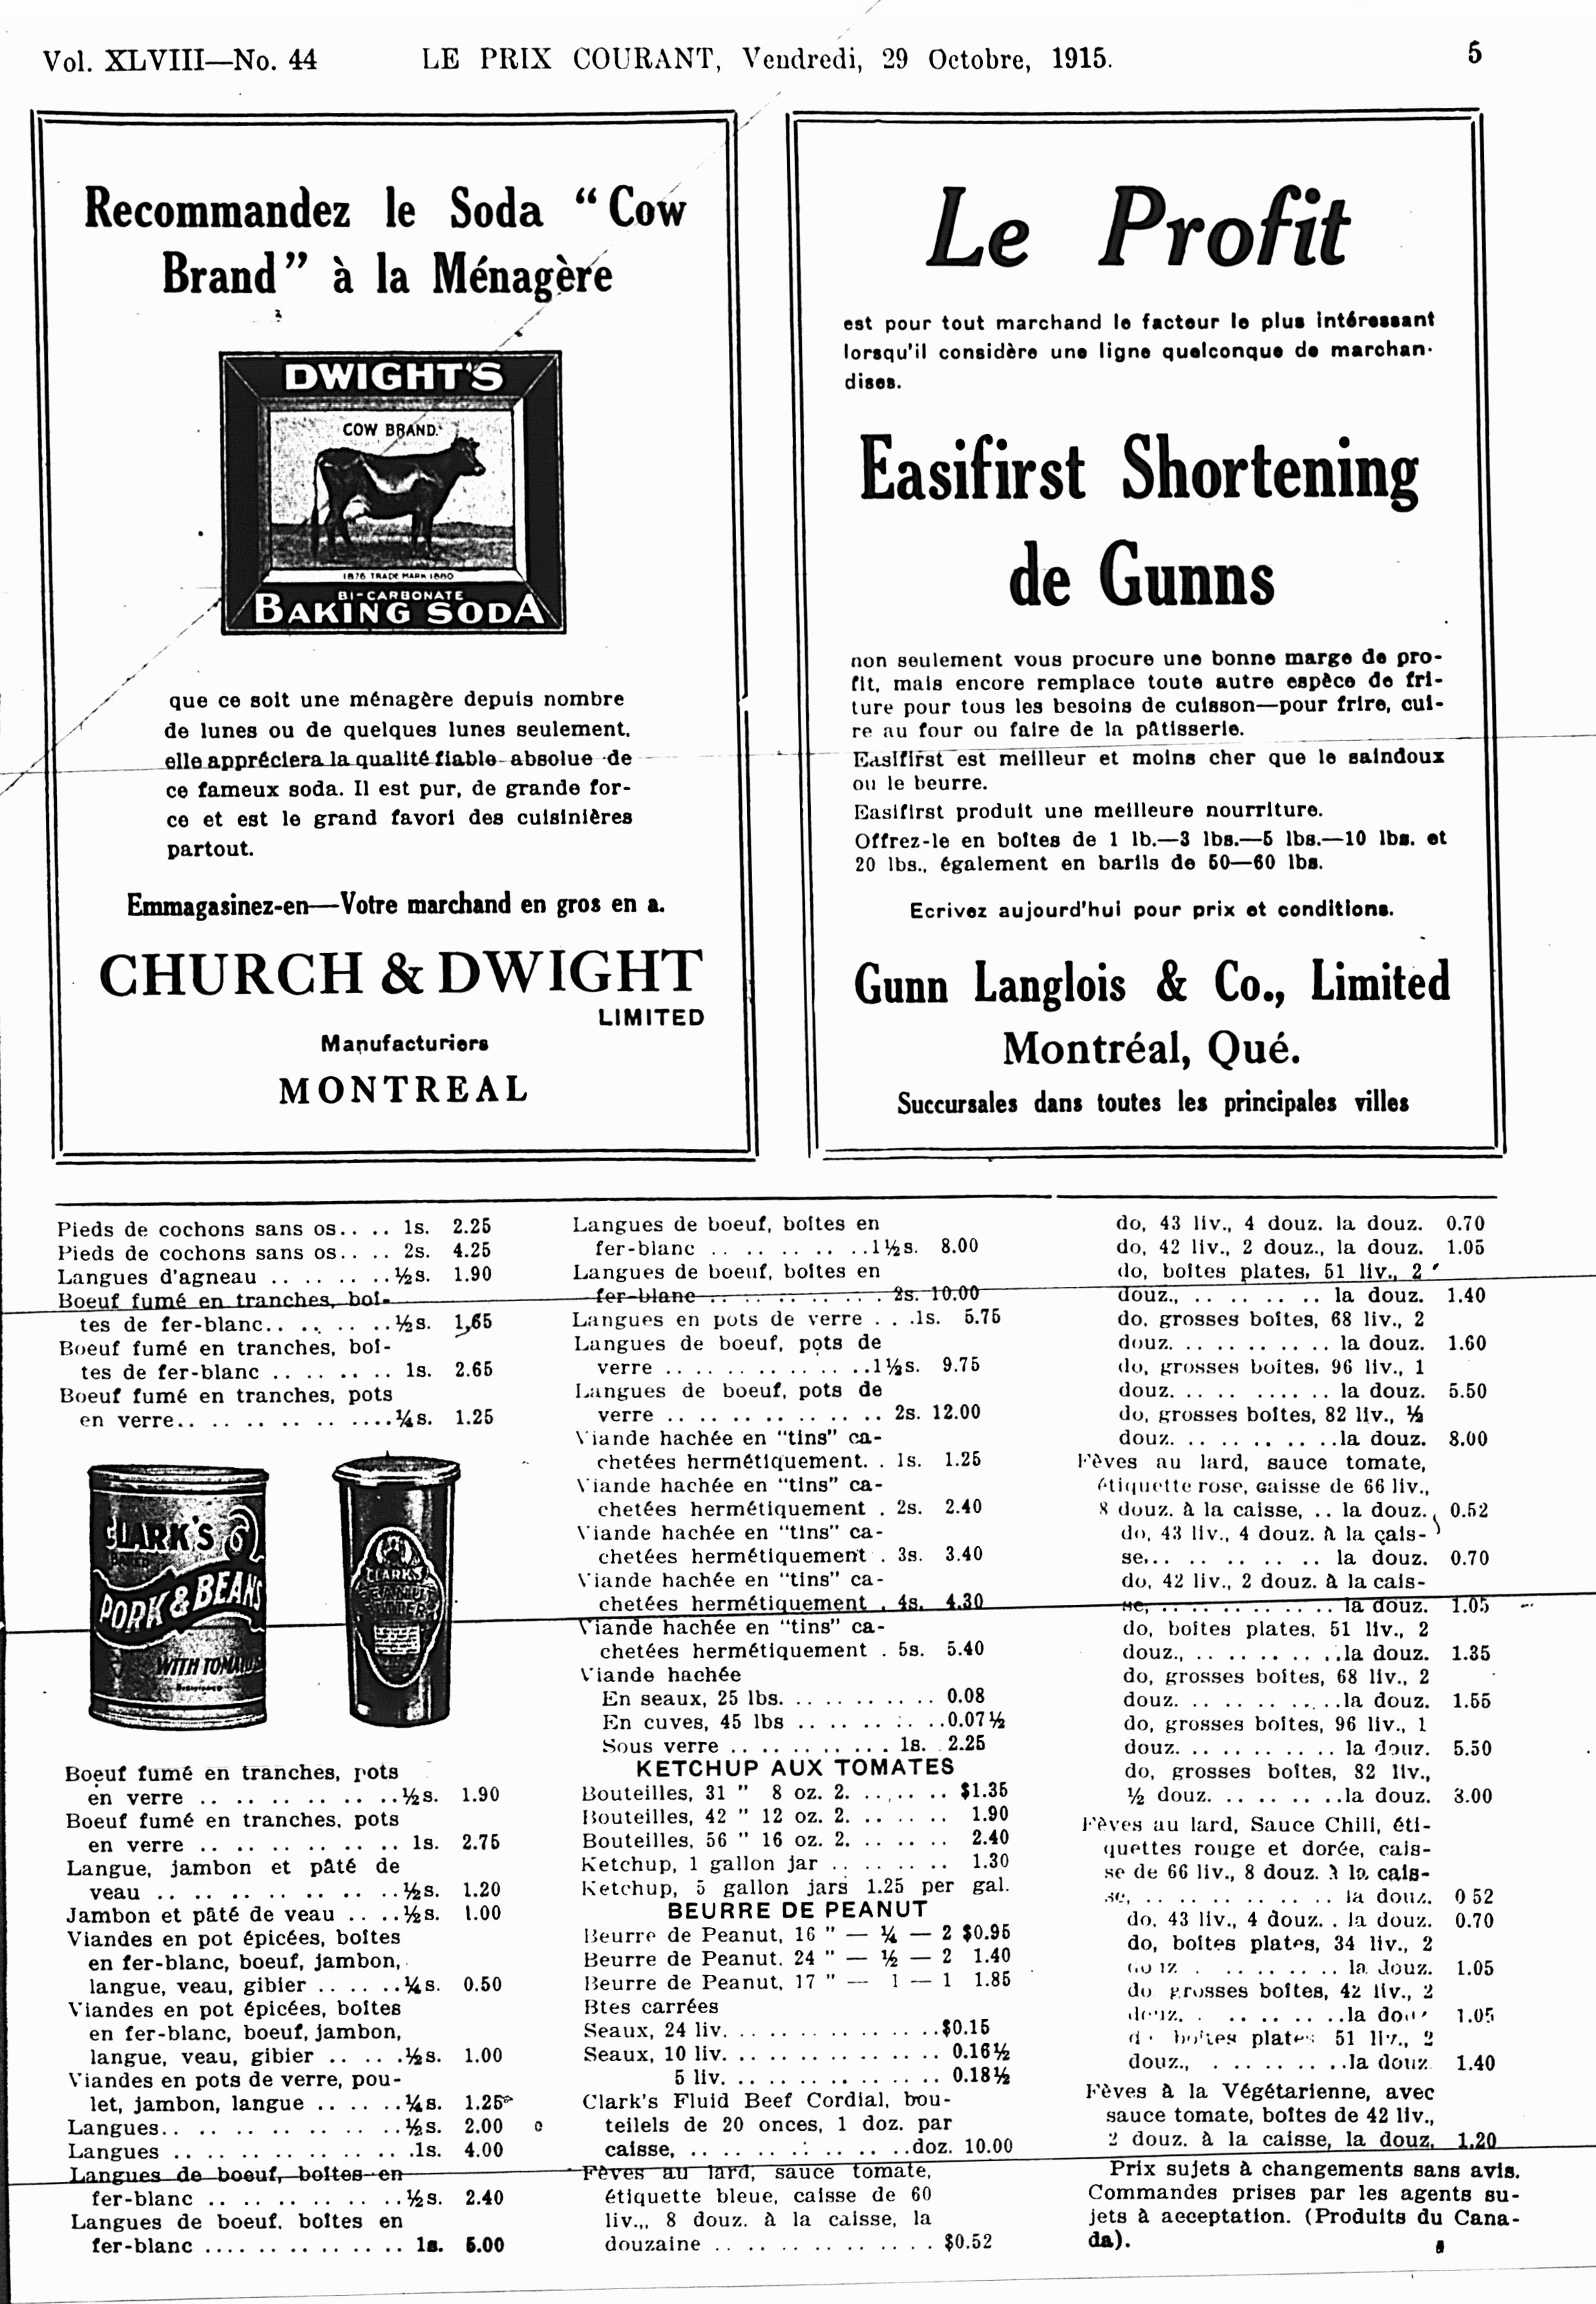 Vol. XLVIII—No. 44 LE PRIX COURANT, Vendredi, 29 Octobre, 1915. 5
Recommandez le Soda “Cow
Brand” à la Ménagère
DWIGHT'S
COW BRAND.
1876 TRADE MARK 1880
BI-CARBONATE
BAKING SODA
que ce soit une ménagère depuis nombre
de lunes ou de quelques lunes seulement,
elle appréciera la qualité fiable absolue de
ce fameux soda. Il est pur, de grande for-
ce et est le grand favori des cuisinières
partout.
Emmagasinez-en—Votre marchand en gros en a.
CHURCH & DWIGHT
LIMITED
Manufacturiers
MONTREAL
Le Profit
est pour tout marchand le facteur le plus intéressant
lorsqu'il considère une ligne quelconque de marchan-
dises.
Easifirst Shortening
de Gunns
non seulement vous procure une bonne marge de pro-
fit, mais encore remplace toute autre espèce de fri-
ture pour tous les besoins de cuisson—pour frire, cui-
re au four ou faire de la pâtisserie.
Easifirst est meilleur et moins cher que le saindoux
ou le beurre.
Easifirst produit une meilleure nourriture.
Offrez-le en boîtes de 1 lb.—3 lbs.—5 lbs.—10 lbs. et
20 lbs., également en barils de 50—60 lbs.
Ecrivez aujourd'hui pour prix et conditions.
Gunn Langlois & Co., Limited
Montréal, Qué.
Succursales dans toutes les principales villes
Pieds de cochons sans os.. .. 1s. 2.25
Pieds de cochons sans os.. .. 2s. 4.25
Langues d'agneau .. .. .. ..½s. 1.90
Boeuf fumé en tranches, boî-
tes de fer-blanc.. .. .. ..½s. 1,65
Boeuf fumé en tranches, boî-
tes de fer-blanc .. .. .. .. 1s. 2.65
Boeuf fumé en tranches, pots
en verre.. .. .. .. .. ....¼s. 1.25
CLARK'S
PORK & BEANS
WITH TOMATO
CLARK'S
Boeuf fumé en tranches, pots
en verre .. .. .. .. .. ..½s. 1.90
Boeuf fumé en tranches, pots
en verre .. .. .. .. .. .. 1s. 2.75
Langue, jambon et pâté de
veau .. .. .. .. .. .. ..½s. 1.20
Jambon et pâté de veau .. ..½s. 1.00
Viandes en pot épicées, boîtes
en fer-blanc, boeuf, jambon,
langue, veau, gibier .. .. ..¼s. 0.50
Viandes en pot épicées, boîtes
en fer-blanc, boeuf, jambon,
langue, veau, gibier .. .. ..½s. 1.00
Viandes en pots de verre, pou-
let, jambon, langue .. .. ..¼s. 1.25
Langues.. .. .. .. .. .. ..½s. 2.00
Langues .. .. .. .. .. .. .1s. 4.00
Langues de boeuf, boîtes en
fer-blanc .. .. .. .. .. ..½s. 2.40
Langues de boeuf, boîtes en
fer-blanc .... .. .. .. .. .. 1s. 5.00
Langues de boeuf, boîtes en
fer-blanc .. .. .. .. ..1½s. 8.00
Langues de boeuf, boîtes en
fer-blanc .. .. .. .. .. . 2s. 10.00
Langues en pots de verre . . .1s. 5.75
Langues de boeuf, pots de
verre .. .. .. .. .. .. ..1½s. 9.75
Langues de boeuf, pots de
verre .. .. .. .. .. .. .. 2s. 12.00
Viande hachée en “tins” ca-
chetées hermétiquement. . 1s. 1.25
Viande hachée en “tins” ca-
chetées hermétiquement . 2s. 2.40
Viande hachée en “tins” ca-
chetées hermétiquement . 3s. 3.40
Viande hachée en “tins” ca-
chetées hermétiquement . 4s. 4.30
Viande hachée en “tins” ca-
chetées hermétiquement . 5s. 5.40
Viande hachée
En seaux, 25 lbs. .. .. .. .. .. 0.08
En cuves, 45 lbs .. .. .. .. ..0.07½
Sous verre .. .. .. .. .. 1s. 2.25
KETCHUP AUX TOMATES
Bouteilles, 31 " 8 oz. 2. .. .. .. $1.35
Bouteilles, 42 " 12 oz. 2. .. .. .. 1.90
Bouteilles, 56 " 16 oz. 2. .. .. .. 2.40
Ketchup, 1 gallon jar .. .. .. .. 1.30
Ketchup, 5 gallon jars 1.25 per gal.
BEURRE DE PEANUT
Beurre de Peanut, 16 " — ¼ — 2 $0.95
Beurre de Peanut. 24 " — ½ — 2 1.40
Beurre de Peanut, 17 " — 1 — 1 1.85
Btes carrées
Seaux, 24 liv. .. .. .. .. .. .. ..$0.15
Seaux, 10 liv. .. .. .. .. .. .. .. 0.16½
5 liv. .. .. .. .. .. .. .. 0.18½
Clark's Fluid Beef Cordial, bou-
teilels de 20 onces, 1 doz. par
caisse, .. .. .. .. .. .. ..doz. 10.00
Fèves au lard, sauce tomate,
étiquette bleue, caisse de 60
liv.,, 8 douz. à la caisse, la
douzaine .. .. .. .. .. .. .. $0.52
do, 43 liv., 4 douz. la douz. 0.70
do, 42 liv., 2 douz., la douz. 1.05
do, boîtes plates, 51 liv., 2
douz., .. .. .. .. .. la douz. 1.40
do, grosses boîtes, 68 liv., 2
douz. .. .. .. .. .. la douz. 1.60
do, grosses boîtes, 96 liv., 1
douz. .. .. .... .. .. la douz. 5.50
do, grosses boîtes, 82 liv., ½
douz. .. .. .. .. .. ..la douz. 8.00
Fèves au lard, sauce tomate,
étiquette rose, caisse de 66 liv.,
8 douz. à la caisse, .. la douz. 0.52
do, 43 liv., 4 douz. à la cais-
se,.. .. .. .. .. .. la douz. 0.70
do, 42 liv., 2 douz. à la cais-
se, .. .. .. .. .. .. la douz. 1.05
do, boîtes plates, 51 liv., 2
douz., .. .. .. .. ..la douz. 1.35
do, grosses boîtes, 68 liv., 2
douz. .. .. .. .. .. ..la douz. 1.55
do, grosses boîtes, 96 liv., 1
douz. .. .. .. .. .. la douz. 5.50
do, grosses boîtes, 82 liv.,
½ douz. .. .. .. .. ..la douz. 3.00
Fèves au lard, Sauce Chili, éti-
quettes rouge et dorée, cais-
se de 66 liv., 8 douz. à la cais-
se, .. .. .. .. .. .. la douz. 0 52
do, 43 liv., 4 douz. . la douz. 0.70
do, boîtes plates, 34 liv., 2
douz . .. .. .. .. la douz. 1.05
do grosses boîtes, 42 liv., 2
douz. . .. .. .. ..la douz 1.05
do boîtes plates 51 liv., 2
douz., . .. .. .. ..la douz 1.40
Fèves à la Végétarienne, avec
sauce tomate, boîtes de 42 liv.,
2 douz. à la caisse, la douz. 1.20
Prix sujets à changements sans avis.
Commandes prises par les agents su-
jets à acceptation. (Produits du Cana-
da).